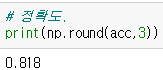 # 정확도.
print(np.round(acc,3))
0.818